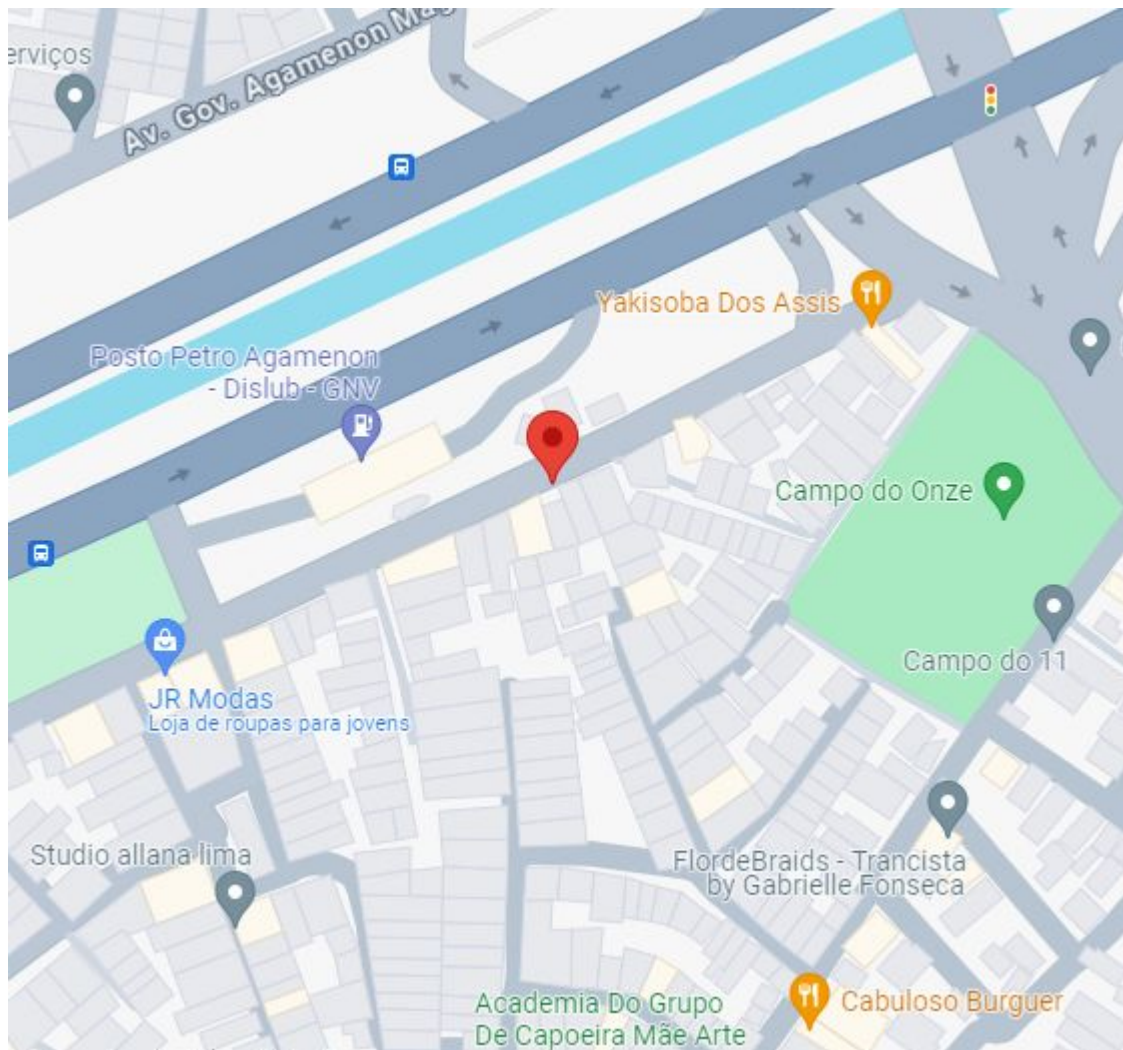 erviços
Av. Gov. Agamenon Mag
Yakisoba Dos Assis
Posto Petro Agamenon
- Dislub - GNV
Campo do Onze
Campo do 11
JR Modas
Loja de roupas para jovens
Studio allana lima
FlordeBraids - Trancista
by Gabrielle Fonseca
Academia Do Grupo
De Capoeira Mãe Arte
Cabuloso Burguer